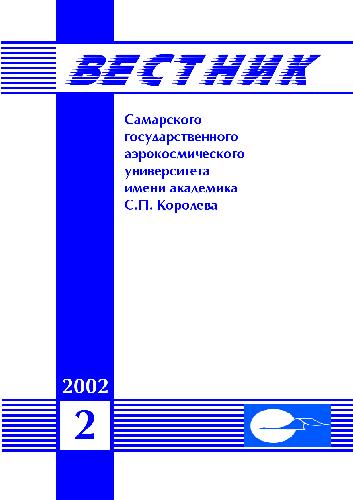 ВЕСТНИК
Самарского
государственного
аэрокосмического
университета
имени академика
С.П. Королева
2002
2